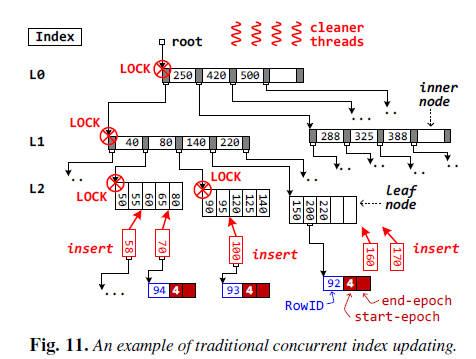 Index
root
cleaner
threads
L0
LOCK
250 420 500
inner
node
LOCK
... ..
L1
40 80 140 220
288 325 388
.. .. ..
L2
LOCK
LOCK
50 55 60 65 80
90 95 120 125 140
150 200 220
leaf
node
insert
58
70
100
insert
160
170
insert
...
94 4
93 4
92 4
RowID
end-epoch
start-epoch
Fig. 11. An example of traditional concurrent index updating.